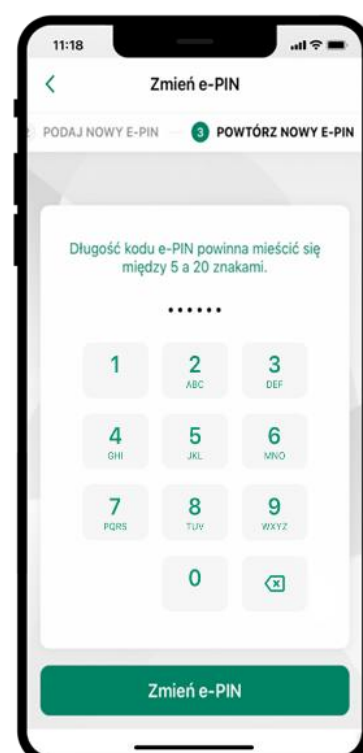 11:18
Zmień e-PIN
PODAJ NOWY E-PIN 3 POWTÓRZ NOWY E-PIN
Długość kodu e-PIN powinna mieścić się
między 5 a 20 znakami.
••••••
1 2 3
ABC DEF
4 5 6
GHI JKL MNO
7 8 9
PQRS TUV WXYZ
0
Zmień e-PIN